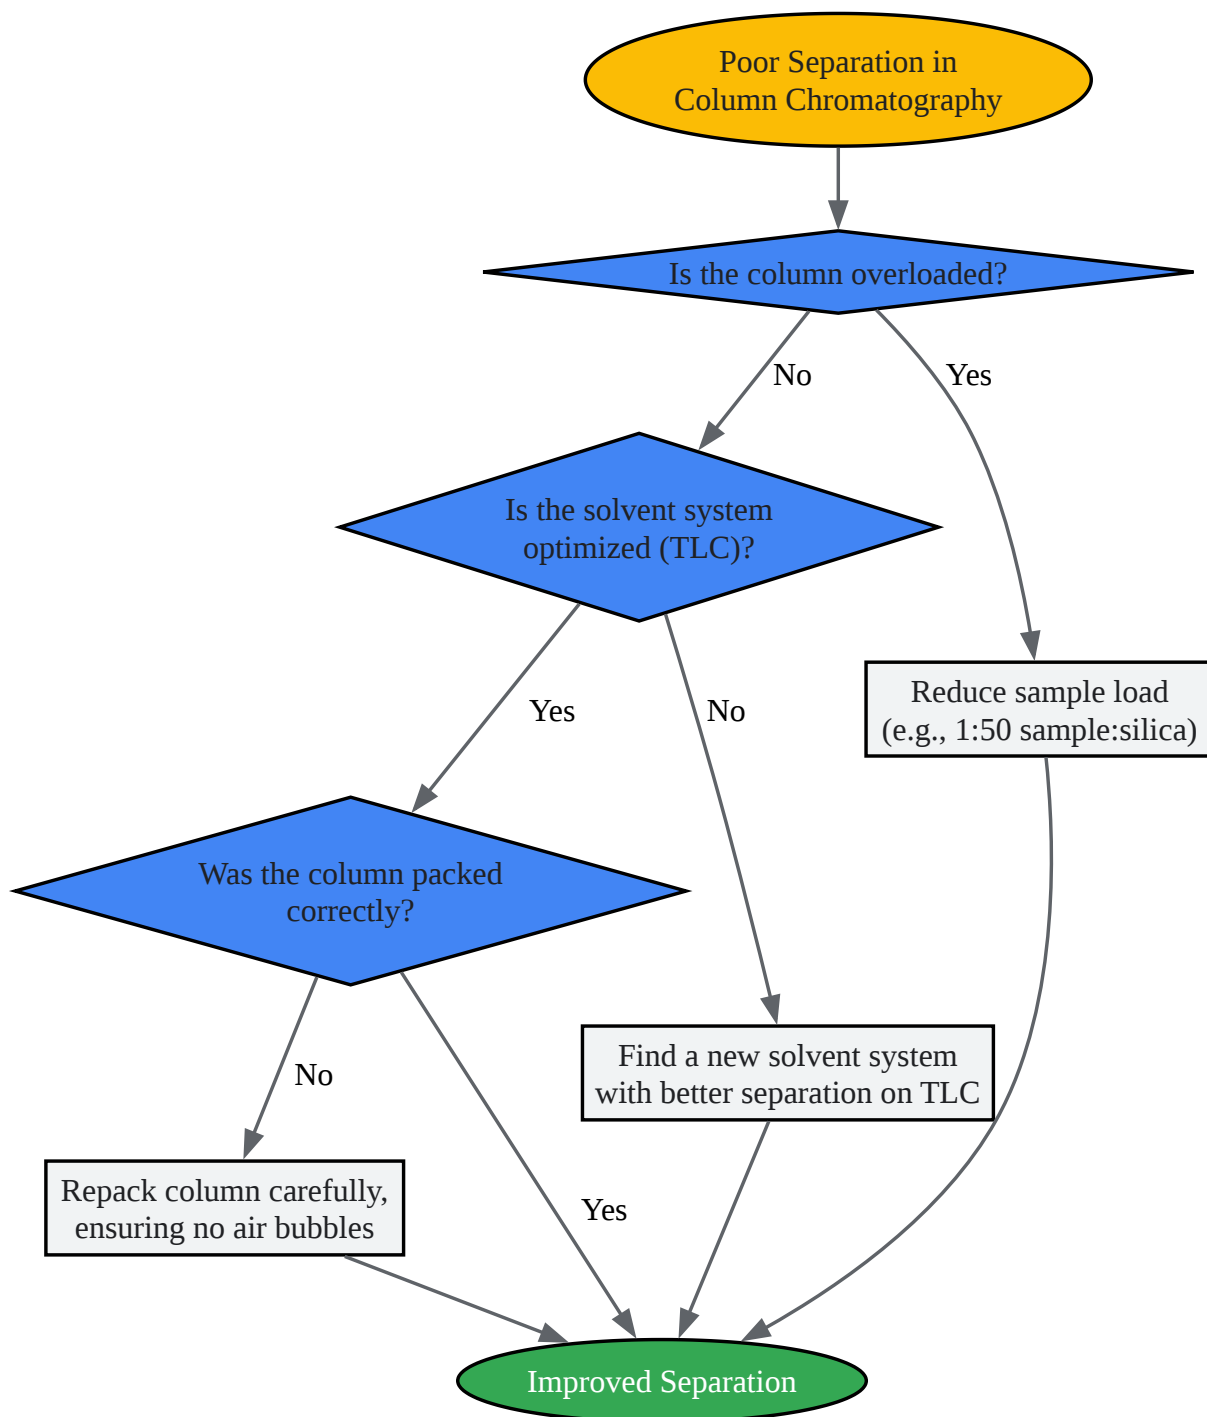 Poor Separation in
Column Chromatography
Is the column overloaded?
No
Yes
Is the solvent system
optimized (TLC)?
Reduce sample load
(e.g., 1:50 sample:silica)
Yes
No
Was the column packed
correctly?
Find a new solvent system
with better separation on TLC
No
Repack column carefully,
ensuring no air bubbles
Yes
Improved Separation